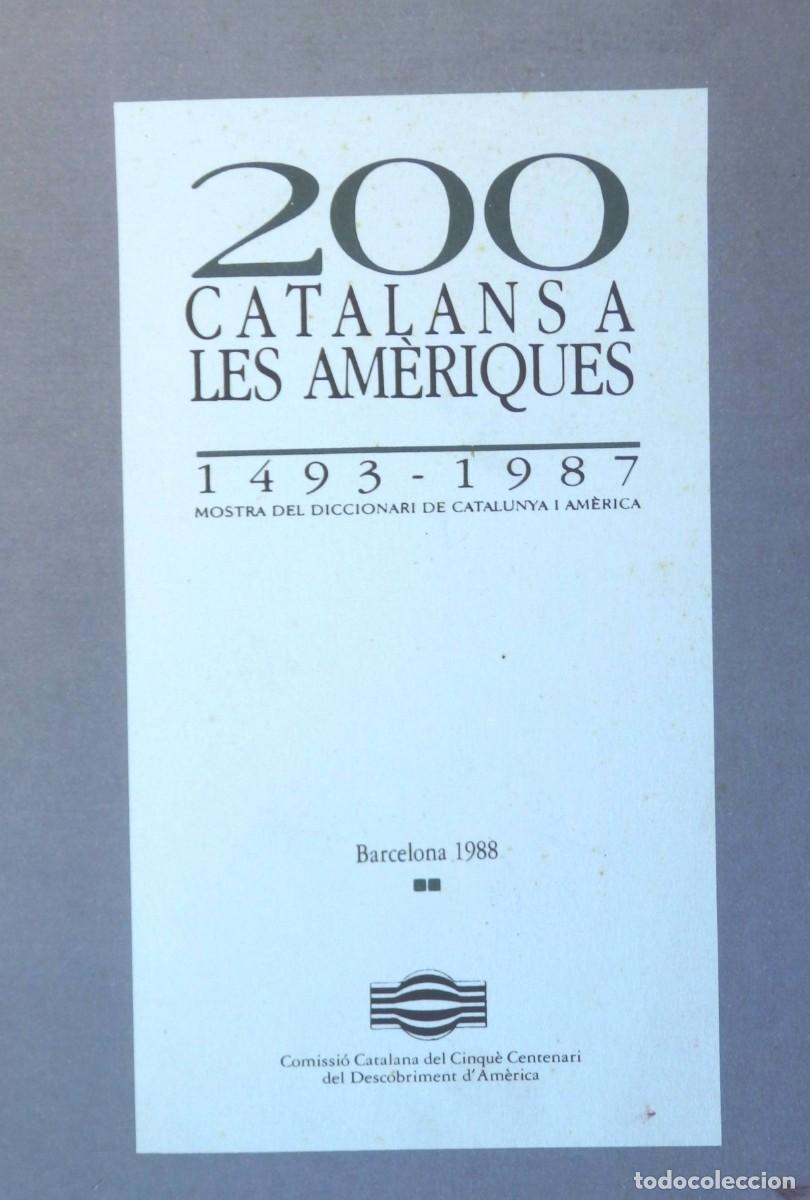 200
CATALANS A
LES AMÈRIQUES
1493-1987
MOSTRA DEL DICCIONARI DE CATALUNYA I AMÈRICA
Barcelona 1988
Comissió Catalana del Cinquè Centenari
del Descobriment d'Amèrica
todocoleccion